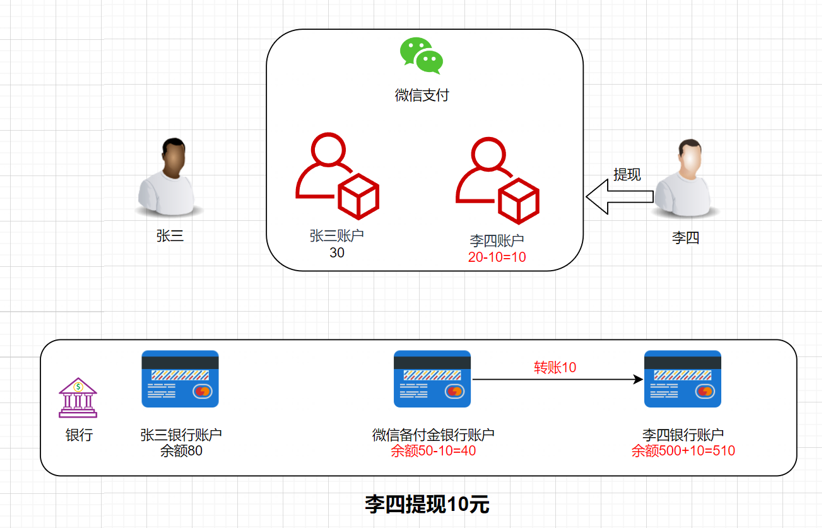 微信支付
提现
张三
张三账户
30
李四账户
20-10=10
李四
转账10
银行
张三银行账户
余额80
微信备付金银行账户
余额50-10=40
李四银行账户
余额500+10=510
李四提现10元